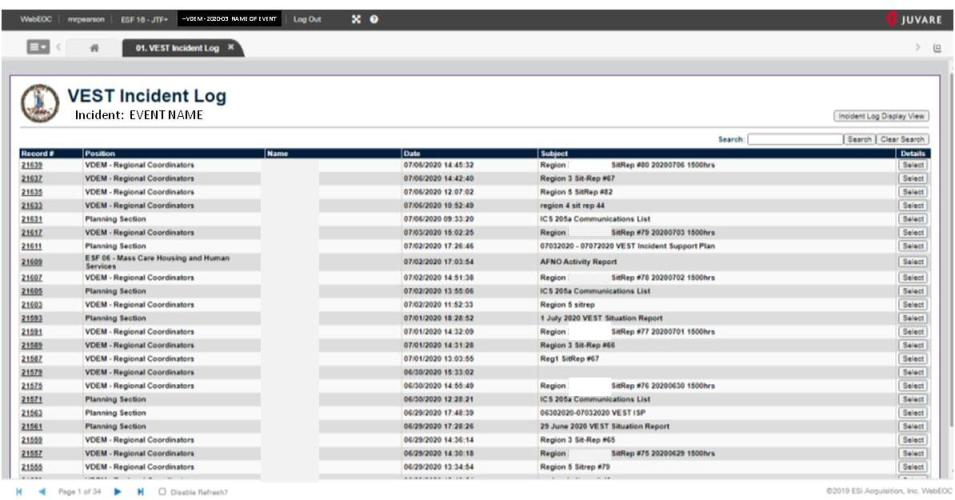 WebEOC mrpearson ESF 16 - JTF+ --VDEM - 2020-03 NAME OF EVENT Log Out JUVARE
01. VEST Incident Log ×
VEST Incident Log
Incident: EVENT NAME
Incident Log Display View
Search: Search Clear Search
Record # Position Name Date Subject Details
21639 VDEM - Regional Coordinators 07/06/2020 14:45:32 Region SitRep #80 20200706 1500hrs Select
21637 VDEM - Regional Coordinators 07/06/2020 14:42:40 Region 3 Sit-Rep #67 Select
21635 VDEM - Regional Coordinators 07/06/2020 12:07:02 Region 5 SitRep #82 Select
21633 VDEM - Regional Coordinators 07/06/2020 10:52:49 region 4 sit rep 44 Select
21631 Planning Section 07/06/2020 09:33:20 ICS 205a Communications List Select
21617 VDEM - Regional Coordinators 07/03/2020 15:02:25 Region SitRep #79 20200703 1500hrs Select
21611 Planning Section 07/02/2020 17:26:46 07032020 - 07072020 VEST Incident Support Plan Select
21609 ESF 06 - Mass Care Housing and Human Services 07/02/2020 17:03:54 AFNO Activity Report Select
21607 VDEM - Regional Coordinators 07/02/2020 14:51:38 Region SitRep #78 20200702 1500hrs Select
21605 Planning Section 07/02/2020 13:55:06 ICS 205a Communications List Select
21603 VDEM - Regional Coordinators 07/02/2020 11:52:33 Region 5 sitrep Select
21593 Planning Section 07/01/2020 18:28:52 1 July 2020 VEST Situation Report Select
21591 VDEM - Regional Coordinators 07/01/2020 14:32:09 Region SitRep #77 20200701 1500hrs Select
21589 VDEM - Regional Coordinators 07/01/2020 14:31:28 Region 3 Sit-Rep #66 Select
21587 VDEM - Regional Coordinators 07/01/2020 13:03:55 Reg1 SitRep #67 Select
21579 VDEM - Regional Coordinators 06/30/2020 15:33:02 Select
21575 VDEM - Regional Coordinators 06/30/2020 14:55:49 Region SitRep #76 20200630 1500hrs Select
21571 Planning Section 06/30/2020 12:28:21 ICS 205a Communications List Select
21563 Planning Section 06/29/2020 17:48:39 06302020-07032020 VEST ISP Select
21561 Planning Section 06/29/2020 17:28:26 29 June 2020 VEST Situation Report Select
21559 VDEM - Regional Coordinators 06/29/2020 14:36:14 Region 3 Sit-Rep #65 Select
21557 VDEM - Regional Coordinators 06/29/2020 14:30:18 Region SitRep #75 20200629 1500hrs Select
21555 VDEM - Regional Coordinators 06/29/2020 13:34:54 Region 5 Sitrep #79 Select
Page 1 of 34 Disable Refresh? ©2019 ESi Acquisition, Inc. WebEOC